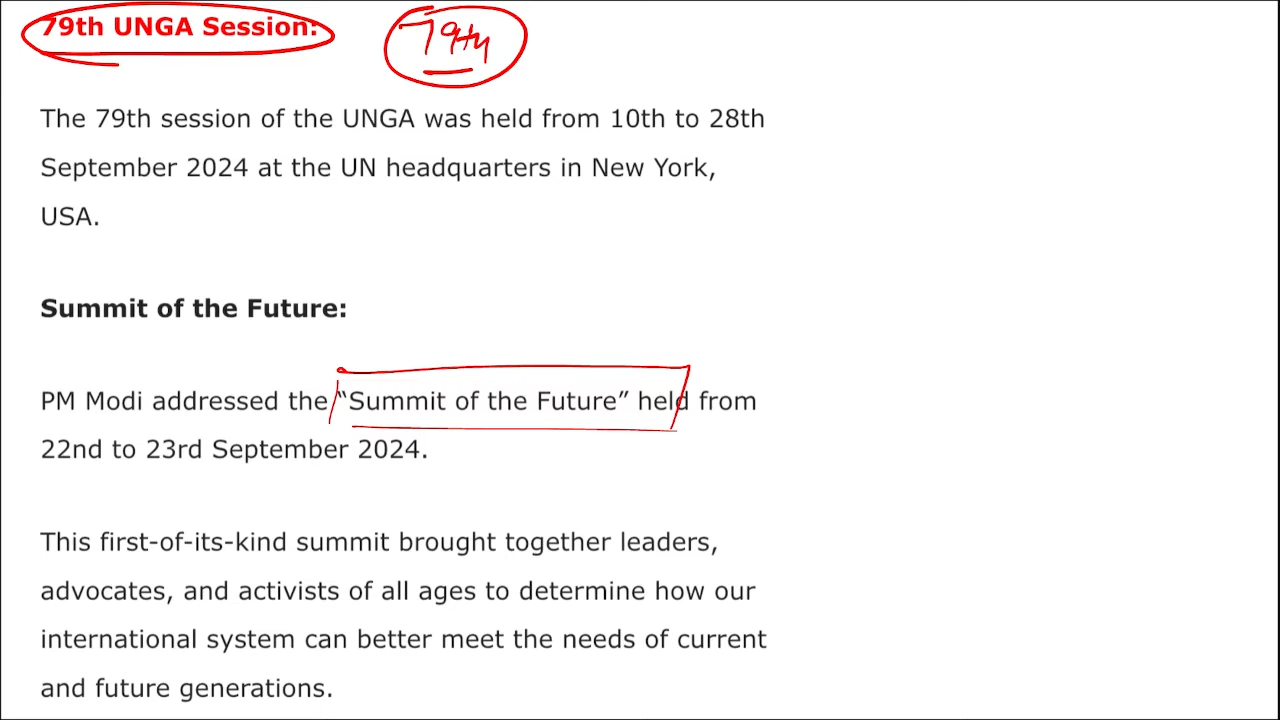 79th UNGA Session:
79th
The 79th session of the UNGA was held from 10th to 28th
September 2024 at the UN headquarters in New York,
USA.
Summit of the Future:
PM Modi addressed the “Summit of the Future” held from
22nd to 23rd September 2024.
This first-of-its-kind summit brought together leaders,
advocates, and activists of all ages to determine how our
international system can better meet the needs of current
and future generations.